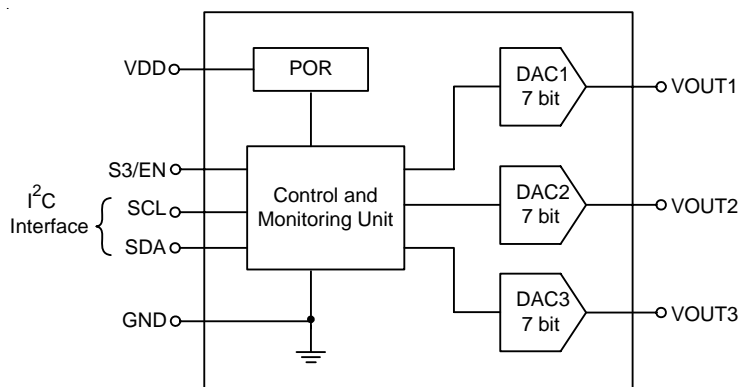 VDD
POR
DAC1
7 bit
VOUT1
S3/EN
I²C
Interface
SCL
SDA
Control and
Monitoring Unit
DAC2
7 bit
VOUT2
GND
DAC3
7 bit
VOUT3